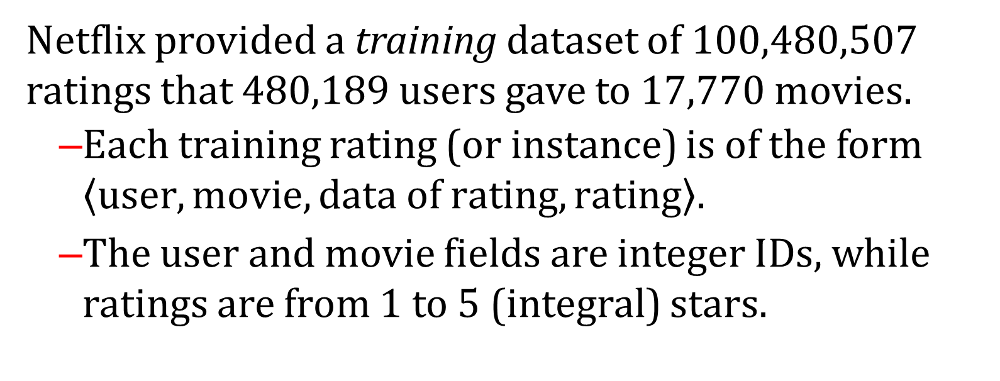 Netflix provided a training dataset of 100,480,507
ratings that 480,189 users gave to 17,770 movies.
–Each training rating (or instance) is of the form
⟨user, movie, data of rating, rating⟩.
–The user and movie fields are integer IDs, while
ratings are from 1 to 5 (integral) stars.